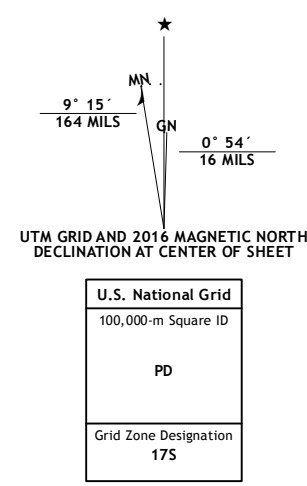 ★
MN
9° 15´
164 MILS
GN
0° 54´
16 MILS
UTM GRID AND 2016 MAGNETIC NORTH
DECLINATION AT CENTER OF SHEET
U.S. National Grid
100,000-m Square ID
PD
Grid Zone Designation
17S